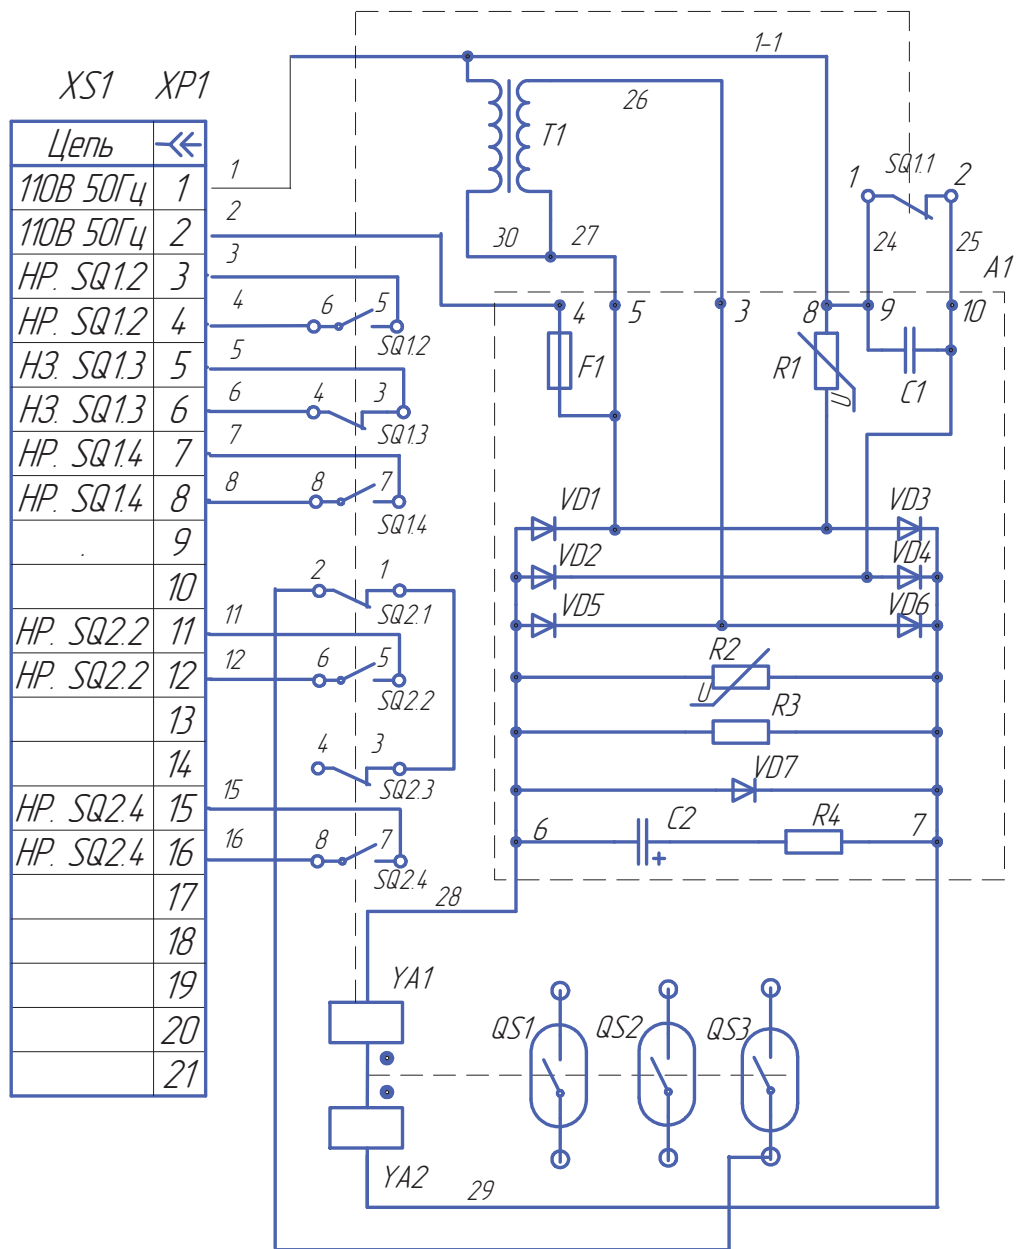 XS1 XP1
Цепь
110В 50Гц 1
110В 50Гц 2
НР. SQ1.2 3
НР. SQ1.2 4
НЗ. SQ1.3 5
НЗ. SQ1.3 6
НР. SQ1.4 7
НР. SQ1.4 8
. 9
10
НР. SQ2.2 11
НР. SQ2.2 12
13
14
НР. SQ2.4 15
НР. SQ2.4 16
17
18
19
20
21
1
2
3
4
5
6
7
8
11
12
15
16
6 5
SQ1.2
4 3
SQ1.3
8 7
SQ1.4
2 1
SQ2.1
6 5
SQ2.2
4 3
SQ2.3
8 7
SQ2.4
1-1
26
T1
30 27
1 SQ1.1 2
24 25
A1
4 5 3 8 9 10
F1 R1 U C1
VD1 VD3
VD2 VD4
VD5 VD6
R2
U
R3
VD7
6 C2 + R4 7
28
YA1
QS1 QS2 QS3
YA2
29